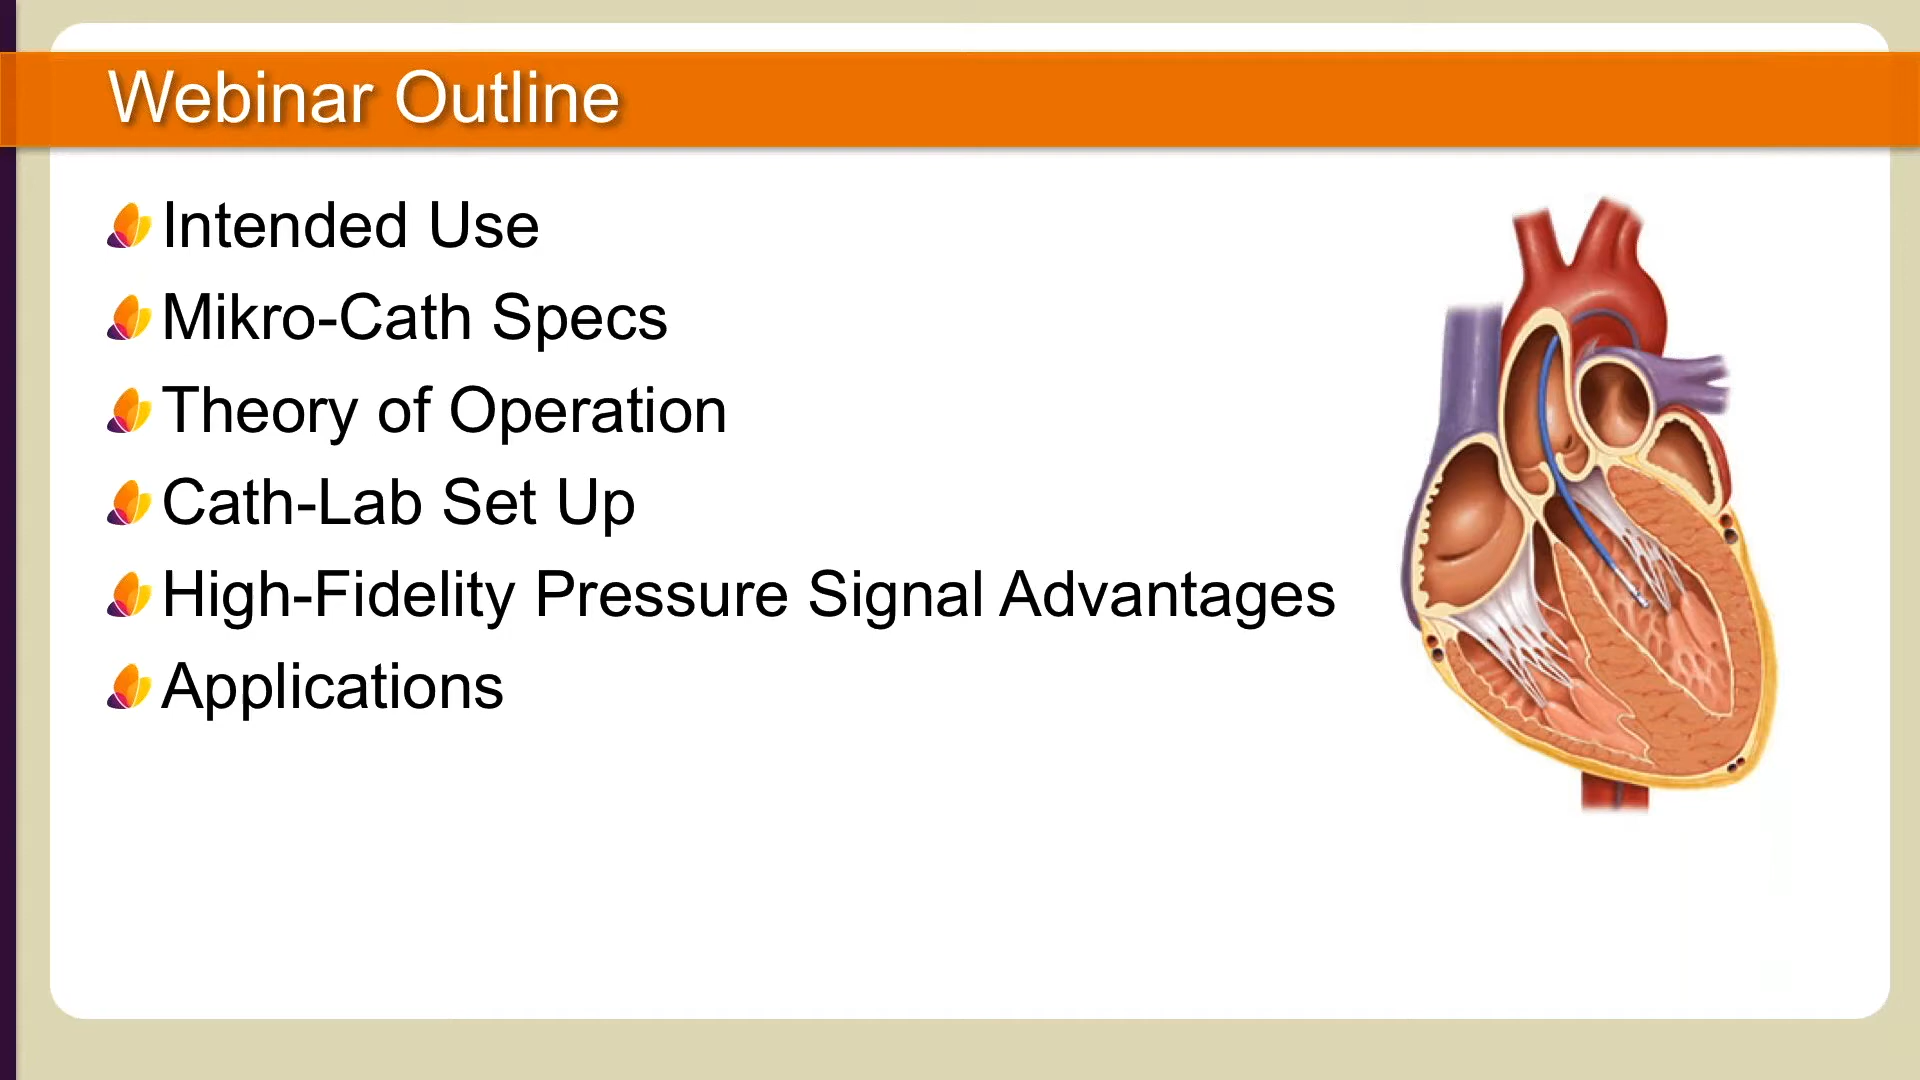 Webinar Outline
Intended Use
Mikro-Cath Specs
Theory of Operation
Cath-Lab Set Up
High-Fidelity Pressure Signal Advantages
Applications